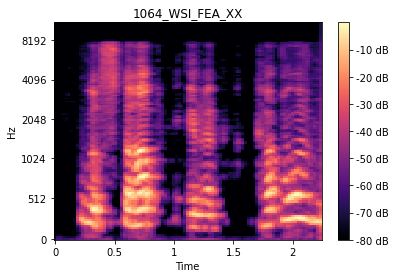 1064_WSI_FEA_XX
8192
4096
2048
1024
512
0
Hz
0
0.5
1
1.5
2
Time
-10 dB
-20 dB
-30 dB
-40 dB
-50 dB
-60 dB
-70 dB
-80 dB